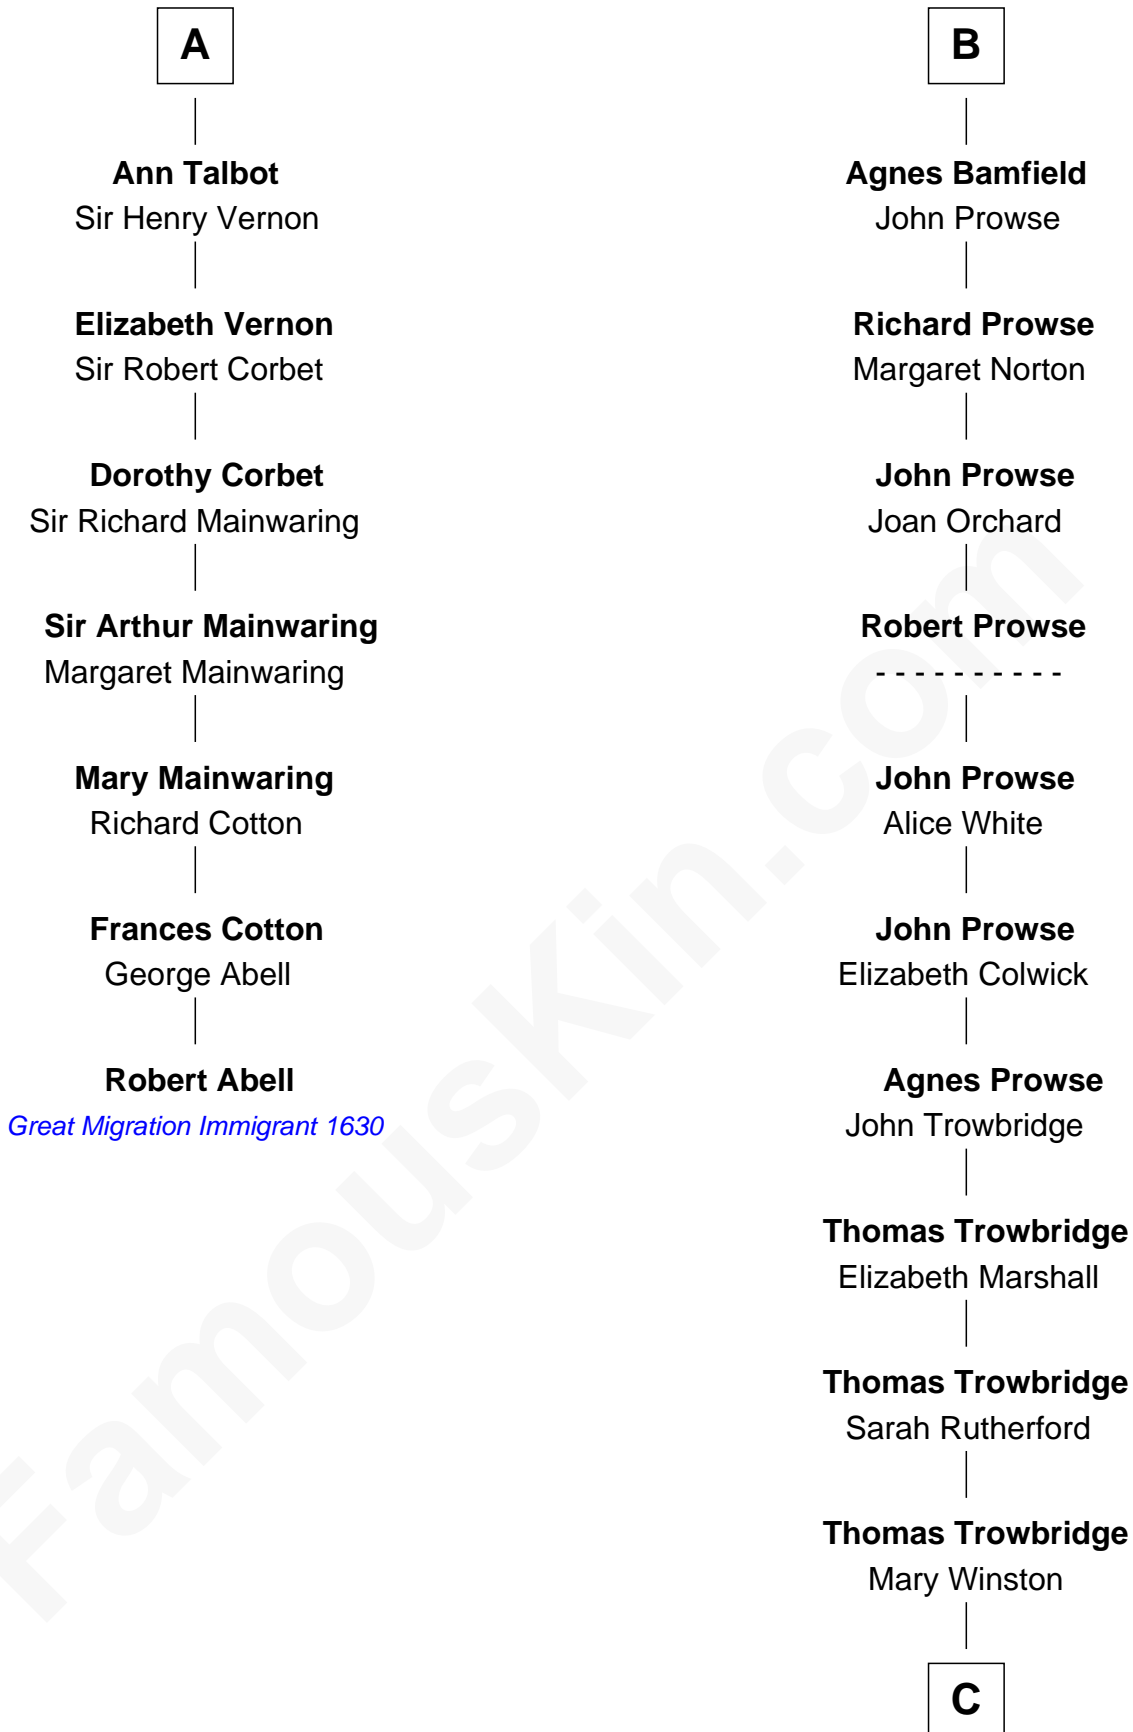 A
Ann Talbot
Sir Henry Vernon
Elizabeth Vernon
Sir Robert Corbet
Dorothy Corbet
Sir Richard Mainwaring
Sir Arthur Mainwaring
Margaret Mainwaring
Mary Mainwaring
Richard Cotton
Frances Cotton
George Abell
Robert Abell
Great Migration Immigrant 1630
B
Agnes Bamfield
John Prowse
Richard Prowse
Margaret Norton
John Prowse
Joan Orchard
Robert Prowse
- - - - - - - - - -
John Prowse
Alice White
John Prowse
Elizabeth Colwick
Agnes Prowse
John Trowbridge
Thomas Trowbridge
Elizabeth Marshall
Thomas Trowbridge
Sarah Rutherford
Thomas Trowbridge
Mary Winston
C
FamousKin.com